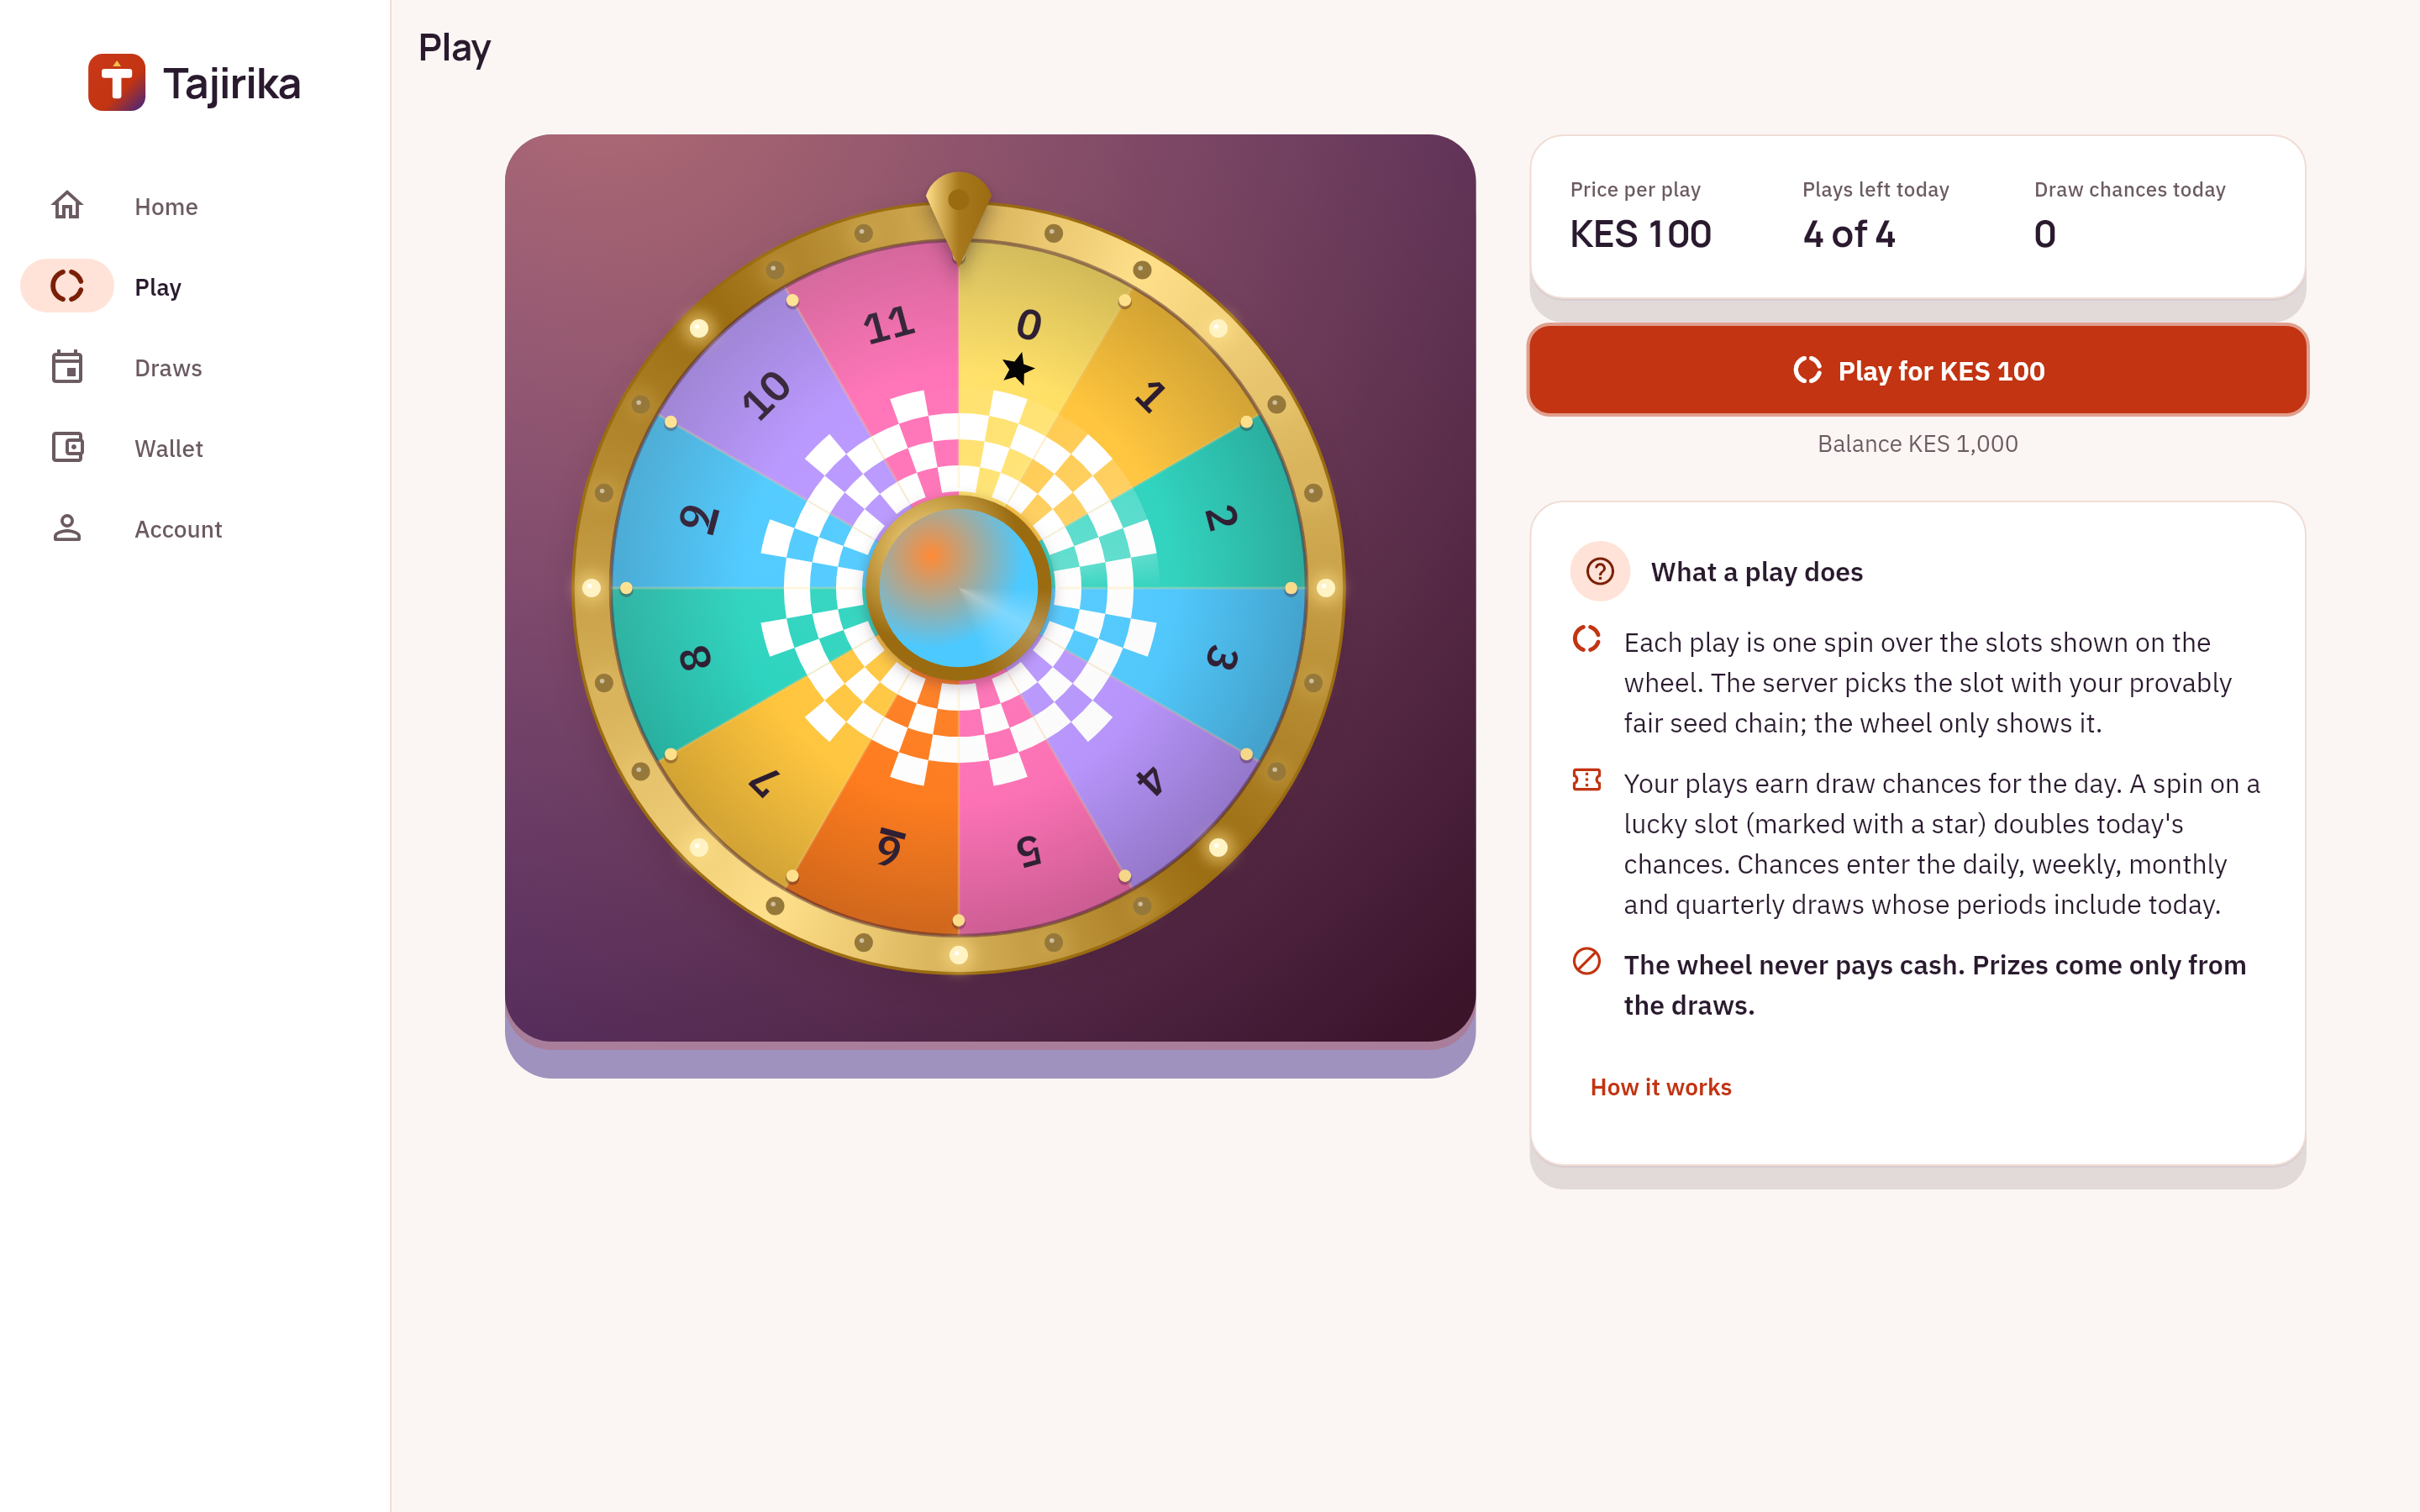 Tajirika
Home
Play
Draws
Wallet
Account
Play
0
1
2
3
4
5
6
7
8
9
10
11
Price per play
KES 100
Plays left today
4 of 4
Draw chances today
0
Play for KES 100
Balance KES 1,000
What a play does
Each play is one spin over the slots shown on the
wheel. The server picks the slot with your provably
fair seed chain; the wheel only shows it.
Your plays earn draw chances for the day. A spin on a
lucky slot (marked with a star) doubles today's
chances. Chances enter the daily, weekly, monthly
and quarterly draws whose periods include today.
The wheel never pays cash. Prizes come only from
the draws.
How it works